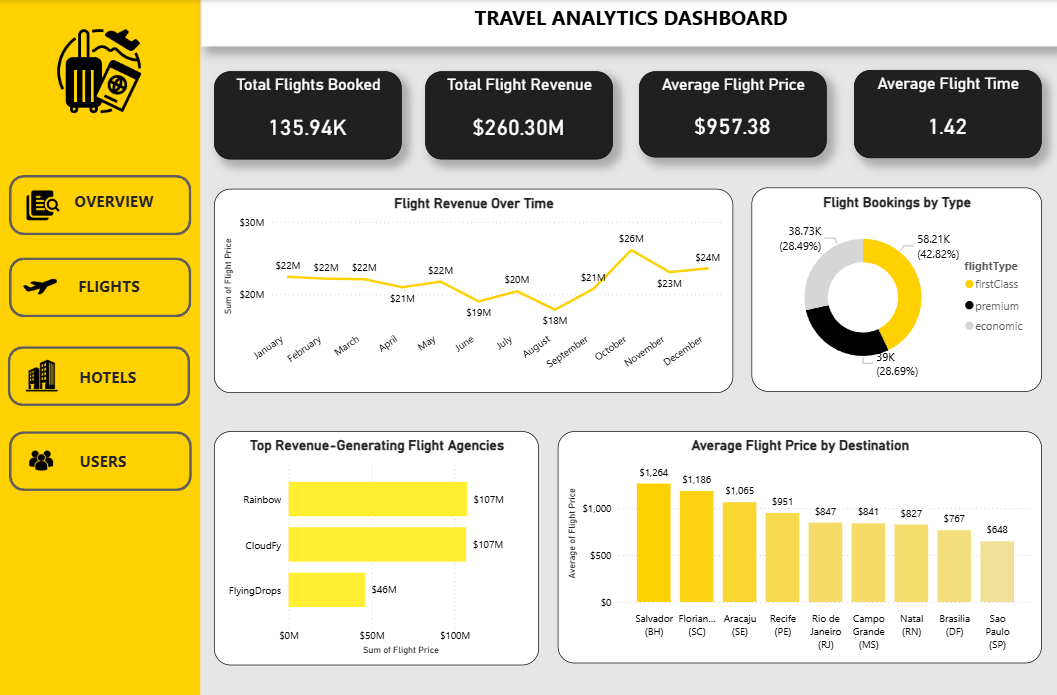 TRAVEL ANALYTICS DASHBOARD
OVERVIEW
FLIGHTS
HOTELS
USERS
Total Flights Booked
135.94K
Total Flight Revenue
$260.30M
Average Flight Price
$957.38
Average Flight Time
1.42
Flight Revenue Over Time
Sum of Flight Price
$30M
$20M
$22M
$22M
$22M
$21M
$22M
$19M
$20M
$18M
$21M
$26M
$23M
$24M
January
February
March
April
May
June
July
August
September
October
November
December
Flight Bookings by Type
38.73K
(28.49%)
58.21K
(42.82%)
39K
(28.69%)
flightType
firstClass
premium
economic
Top Revenue-Generating Flight Agencies
Rainbow
$107M
CloudFy
$107M
FlyingDrops
$46M
$0M
$50M
$100M
Sum of Flight Price
Average Flight Price by Destination
Average of Flight Price
$1,000
$500
$0
$1,264
$1,186
$1,065
$951
$847
$841
$827
$767
$648
Salvador
(BH)
Florian...
(SC)
Aracaju
(SE)
Recife
(PE)
Rio de
Janeiro
(RJ)
Campo
Grande
(MS)
Natal
(RN)
Brasilia
(DF)
Sao
Paulo
(SP)